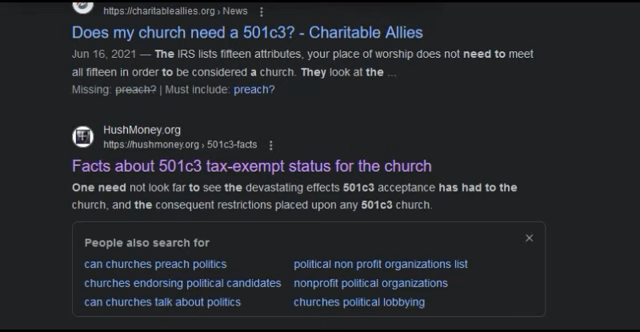 https://charitableallies.org › News
Does my church need a 501c3? - Charitable Allies
Jun 16, 2021 — The IRS lists fifteen attributes, your place of worship does not need to meet
all fifteen in order to be considered a church. They look at the ...
Missing: preach? | Must include: preach?
HushMoney.org
https://hushmoney.org › 501c3-facts
Facts about 501c3 tax-exempt status for the church
One need not look far to see the devastating effects 501c3 acceptance has had to the
church, and the consequent restrictions placed upon any 501c3 church.
People also search for
can churches preach politics political non profit organizations list
churches endorsing political candidates nonprofit political organizations
can churches talk about politics churches political lobbying